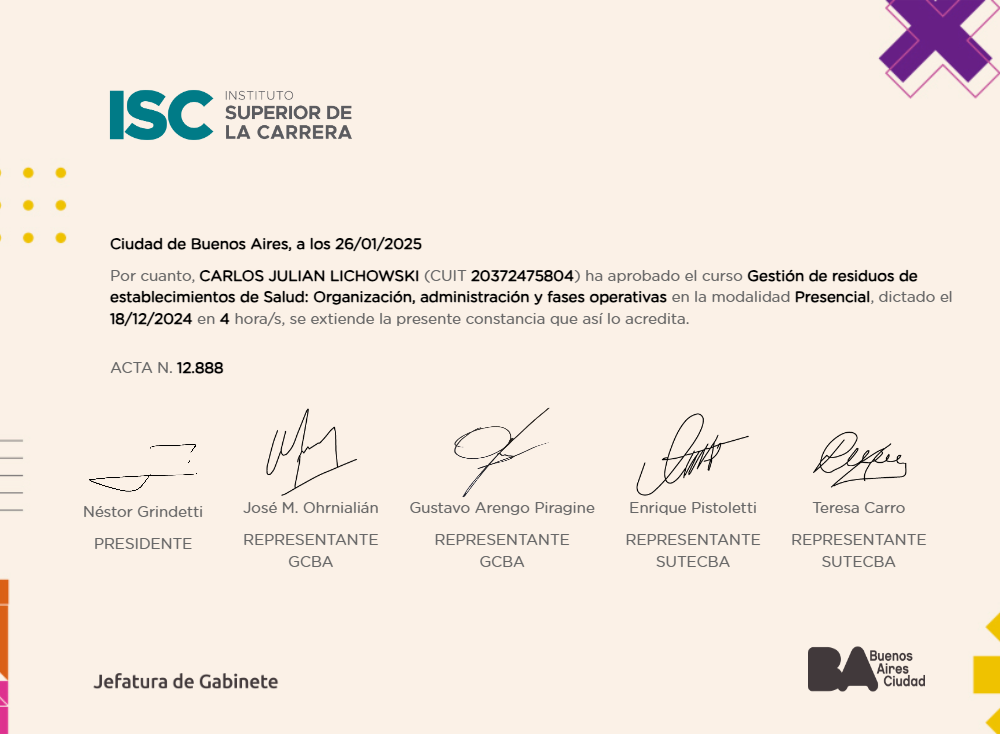 ISC INSTITUTO
SUPERIOR DE
LA CARRERA
Ciudad de Buenos Aires, a los 26/01/2025
Por cuanto, CARLOS JULIAN LICHOWSKI (CUIT 20372475804) ha aprobado el curso Gestión de residuos de
establecimientos de Salud: Organización, administración y fases operativas en la modalidad Presencial, dictado el
18/12/2024 en 4 hora/s, se extiende la presente constancia que así lo acredita.
ACTA N. 12.888
Néstor Grindetti
PRESIDENTE
José M. Ohrnialián
REPRESENTANTE
GCBA
Gustavo Arengo Piragine
REPRESENTANTE
GCBA
Enrique Pistoletti
REPRESENTANTE
SUTECBA
Teresa Carro
REPRESENTANTE
SUTECBA
Jefatura de Gabinete
BA Buenos
Aires
Ciudad